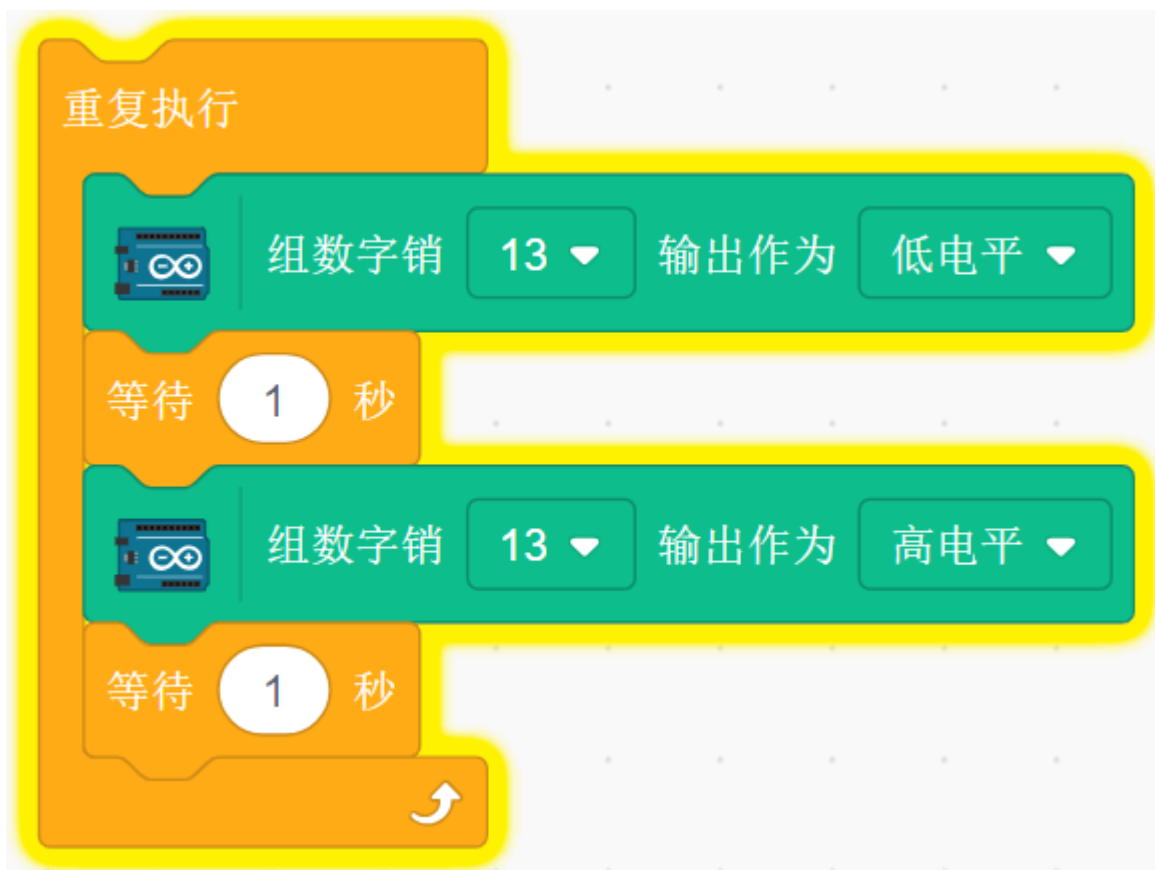 重复执行
组数字销 13 输出作为 低电平
等待 1 秒
组数字销 13 输出作为 高电平
等待 1 秒